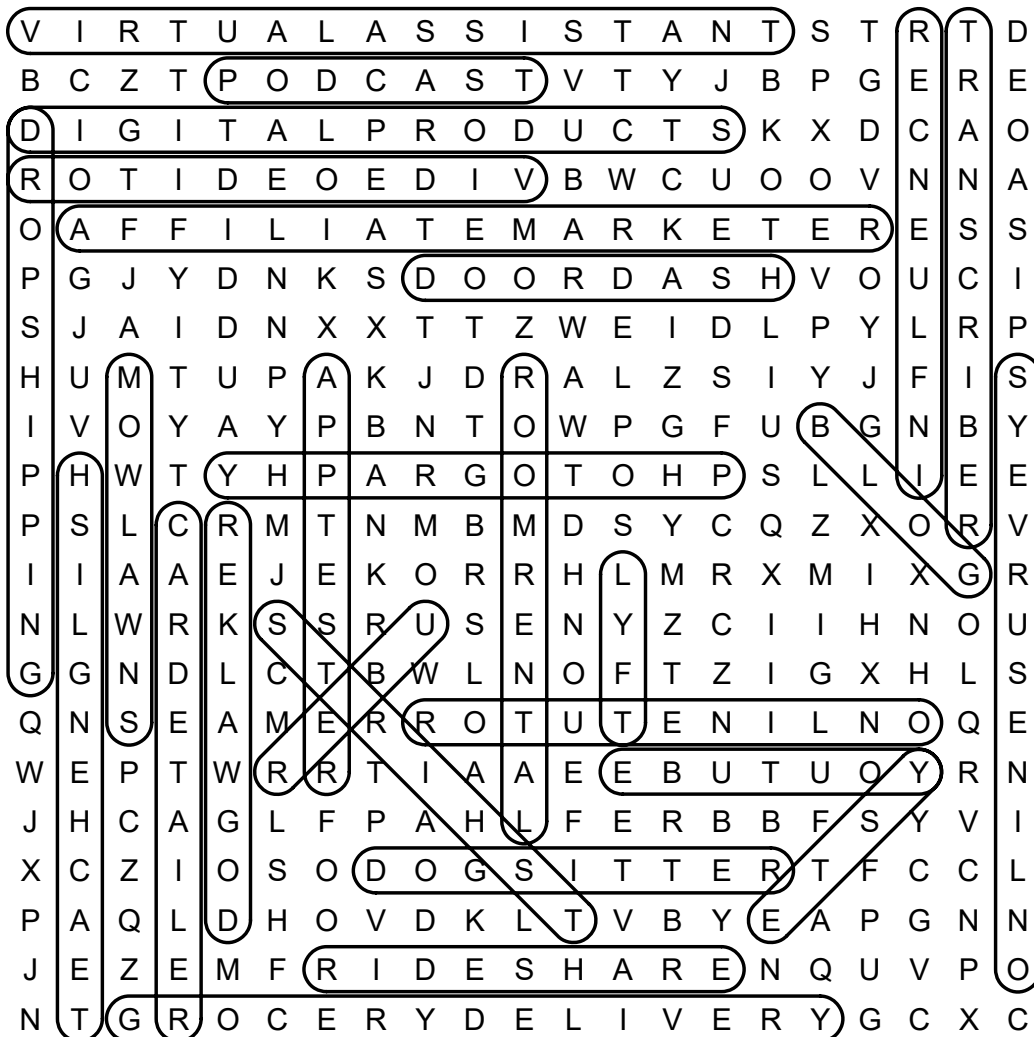 V I R T U A L A S S I S T A N T S T R T D
B C Z T P O D C A S T V T Y J B P G E R E
D I G I T A L P R O D U C T S K X D C A O
R O T I D E O E D I V B W C U O O V N N A
O A F F I L I A T E M A R K E T E R E S S
P G J Y D N K S D O O R D A S H V O U C I
S J A I D N X X T T Z W E I D L P Y L R P
H U M T U P A K J D R A L Z S I Y J F I S
I V O Y A Y P B N T O W P G F U B G N B Y
P H W T Y H P A R G O T O H P S L L I E E
P S L C R M T N M B M D S Y C Q Z X O R V
I I A A E J E K O R R H L M R X M I X G R
N L W R K S S R U S E N Y Z C I I H N O U
G G N D L C T B W L N O F T Z I G X H L S
Q N S E A M E R R O T U T E N I L N O Q E
W E P T W R R T I A A E E B U T U O Y R N
J H C A G L F P A H L F E R B B F S Y V I
X C Z I O S O D O G S I T T E R T F C C L
P A Q L D H O V D K L T V B Y E A P G N N
J E Z E M F R I D E S H A R E N Q U V P O
N T G R O C E R Y D E L I V E R Y G C X C